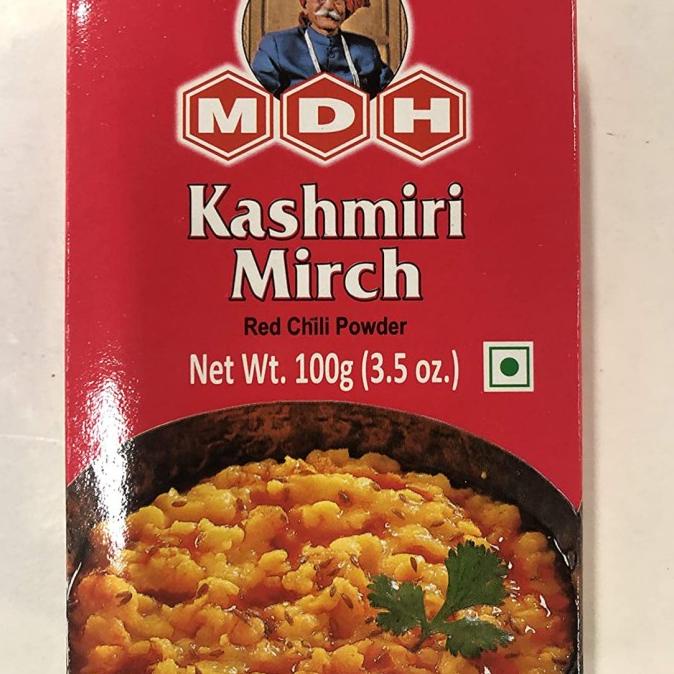 MDH
Kashmiri
Mirch
Red Chili Powder
Net Wt. 100g (3.5 oz.)